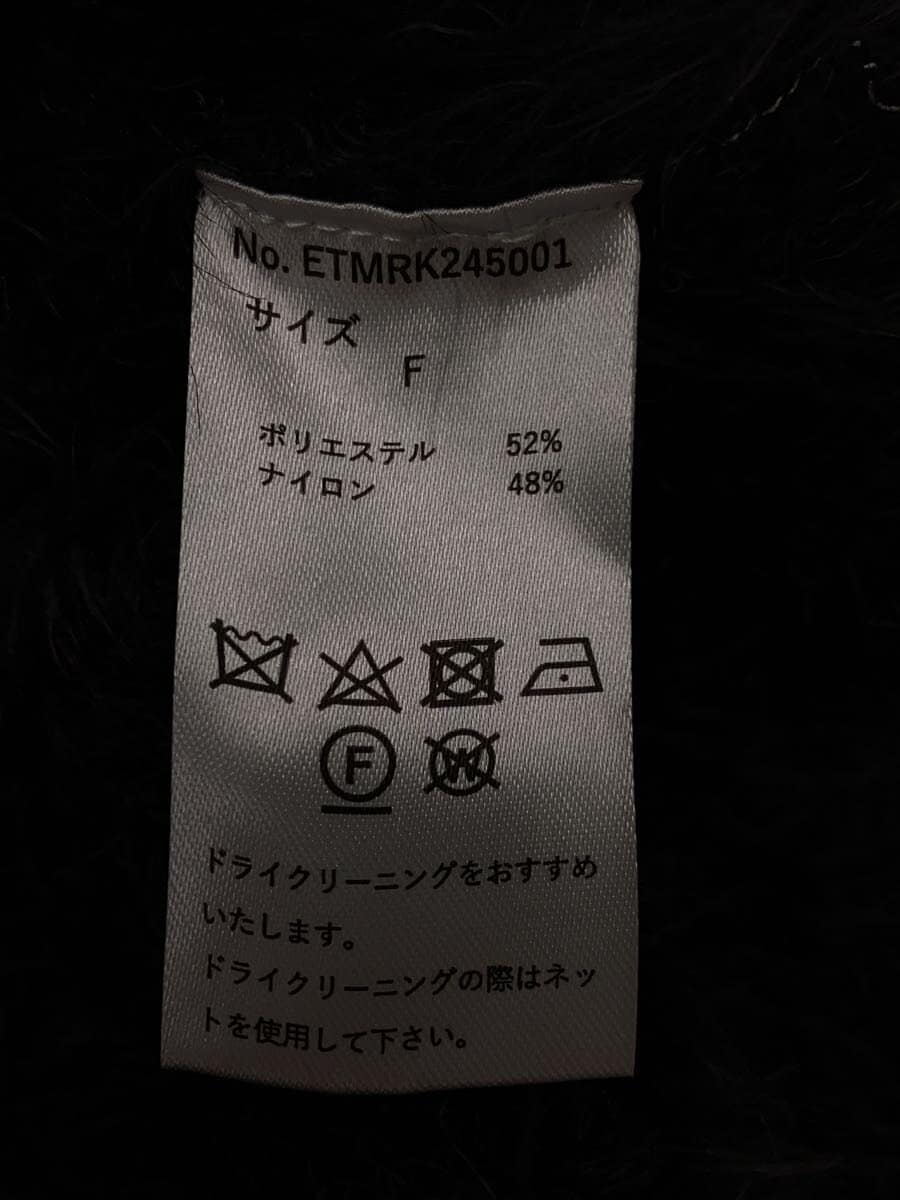 No. ETMRK245001
サイズ
F
ポリエステル 52%
ナイロン 48%
F W
ドライクリーニングをおすすめ
いたします。
ドライクリーニングの際はネッ
トを使用して下さい。